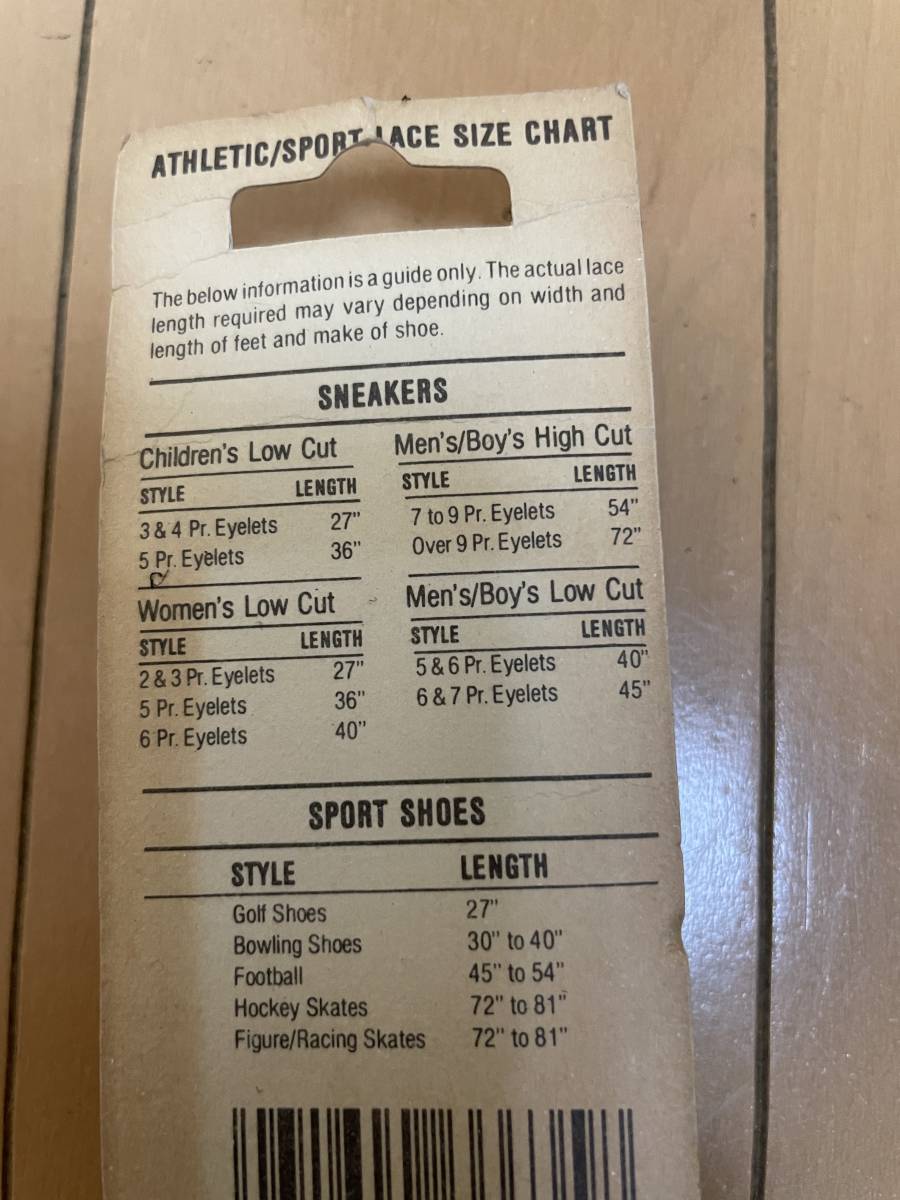 ATHLETIC/SPORT LACE SIZE CHART
The below information is a guide only. The actual lace
length required may vary depending on width and
length of feet and make of shoe.
SNEAKERS
Children's Low Cut
STYLE LENGTH
3 & 4 Pr. Eyelets 27"
5 Pr. Eyelets 36"
Women's Low Cut
STYLE LENGTH
2 & 3 Pr. Eyelets 27"
5 Pr. Eyelets 36"
6 Pr. Eyelets 40"
Men's/Boy's High Cut
STYLE LENGTH
7 to 9 Pr. Eyelets 54"
Over 9 Pr. Eyelets 72"
Men's/Boy's Low Cut
STYLE LENGTH
5 & 6 Pr. Eyelets 40"
6 & 7 Pr. Eyelets 45"
SPORT SHOES
STYLE LENGTH
Golf Shoes 27"
Bowling Shoes 30" to 40"
Football 45" to 54"
Hockey Skates 72" to 81"
Figure/Racing Skates 72" to 81"